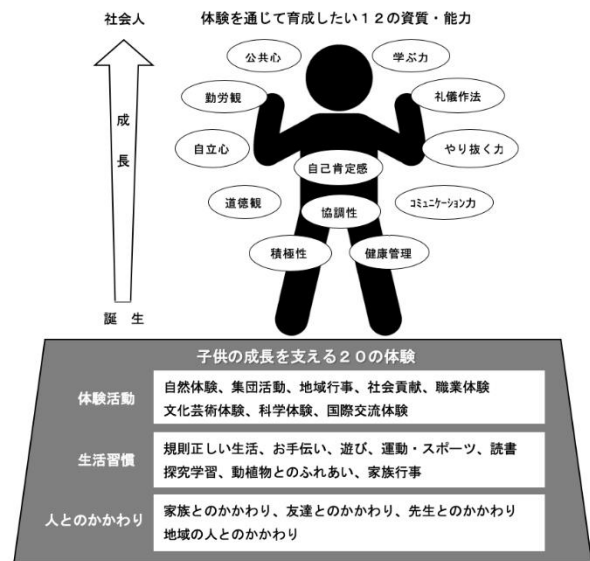 社会人
体験を通じて育成したい１２の資質・能力
成長
誕生
公共心
学ぶ力
勤労観
礼儀作法
自立心
やり抜く力
自己肯定感
道徳観
協調性
ｺﾐｭﾆｹｰｼｮﾝ力
積極性
健康管理
子供の成長を支える２０の体験
体験活動
自然体験、集団活動、地域行事、社会貢献、職業体験
文化芸術体験、科学体験、国際交流体験
生活習慣
規則正しい生活、お手伝い、遊び、運動・スポーツ、読書
探究学習、動植物とのふれあい、家族行事
人とのかかわり
家族とのかかわり、友達とのかかわり、先生とのかかわり
地域の人とのかかわり